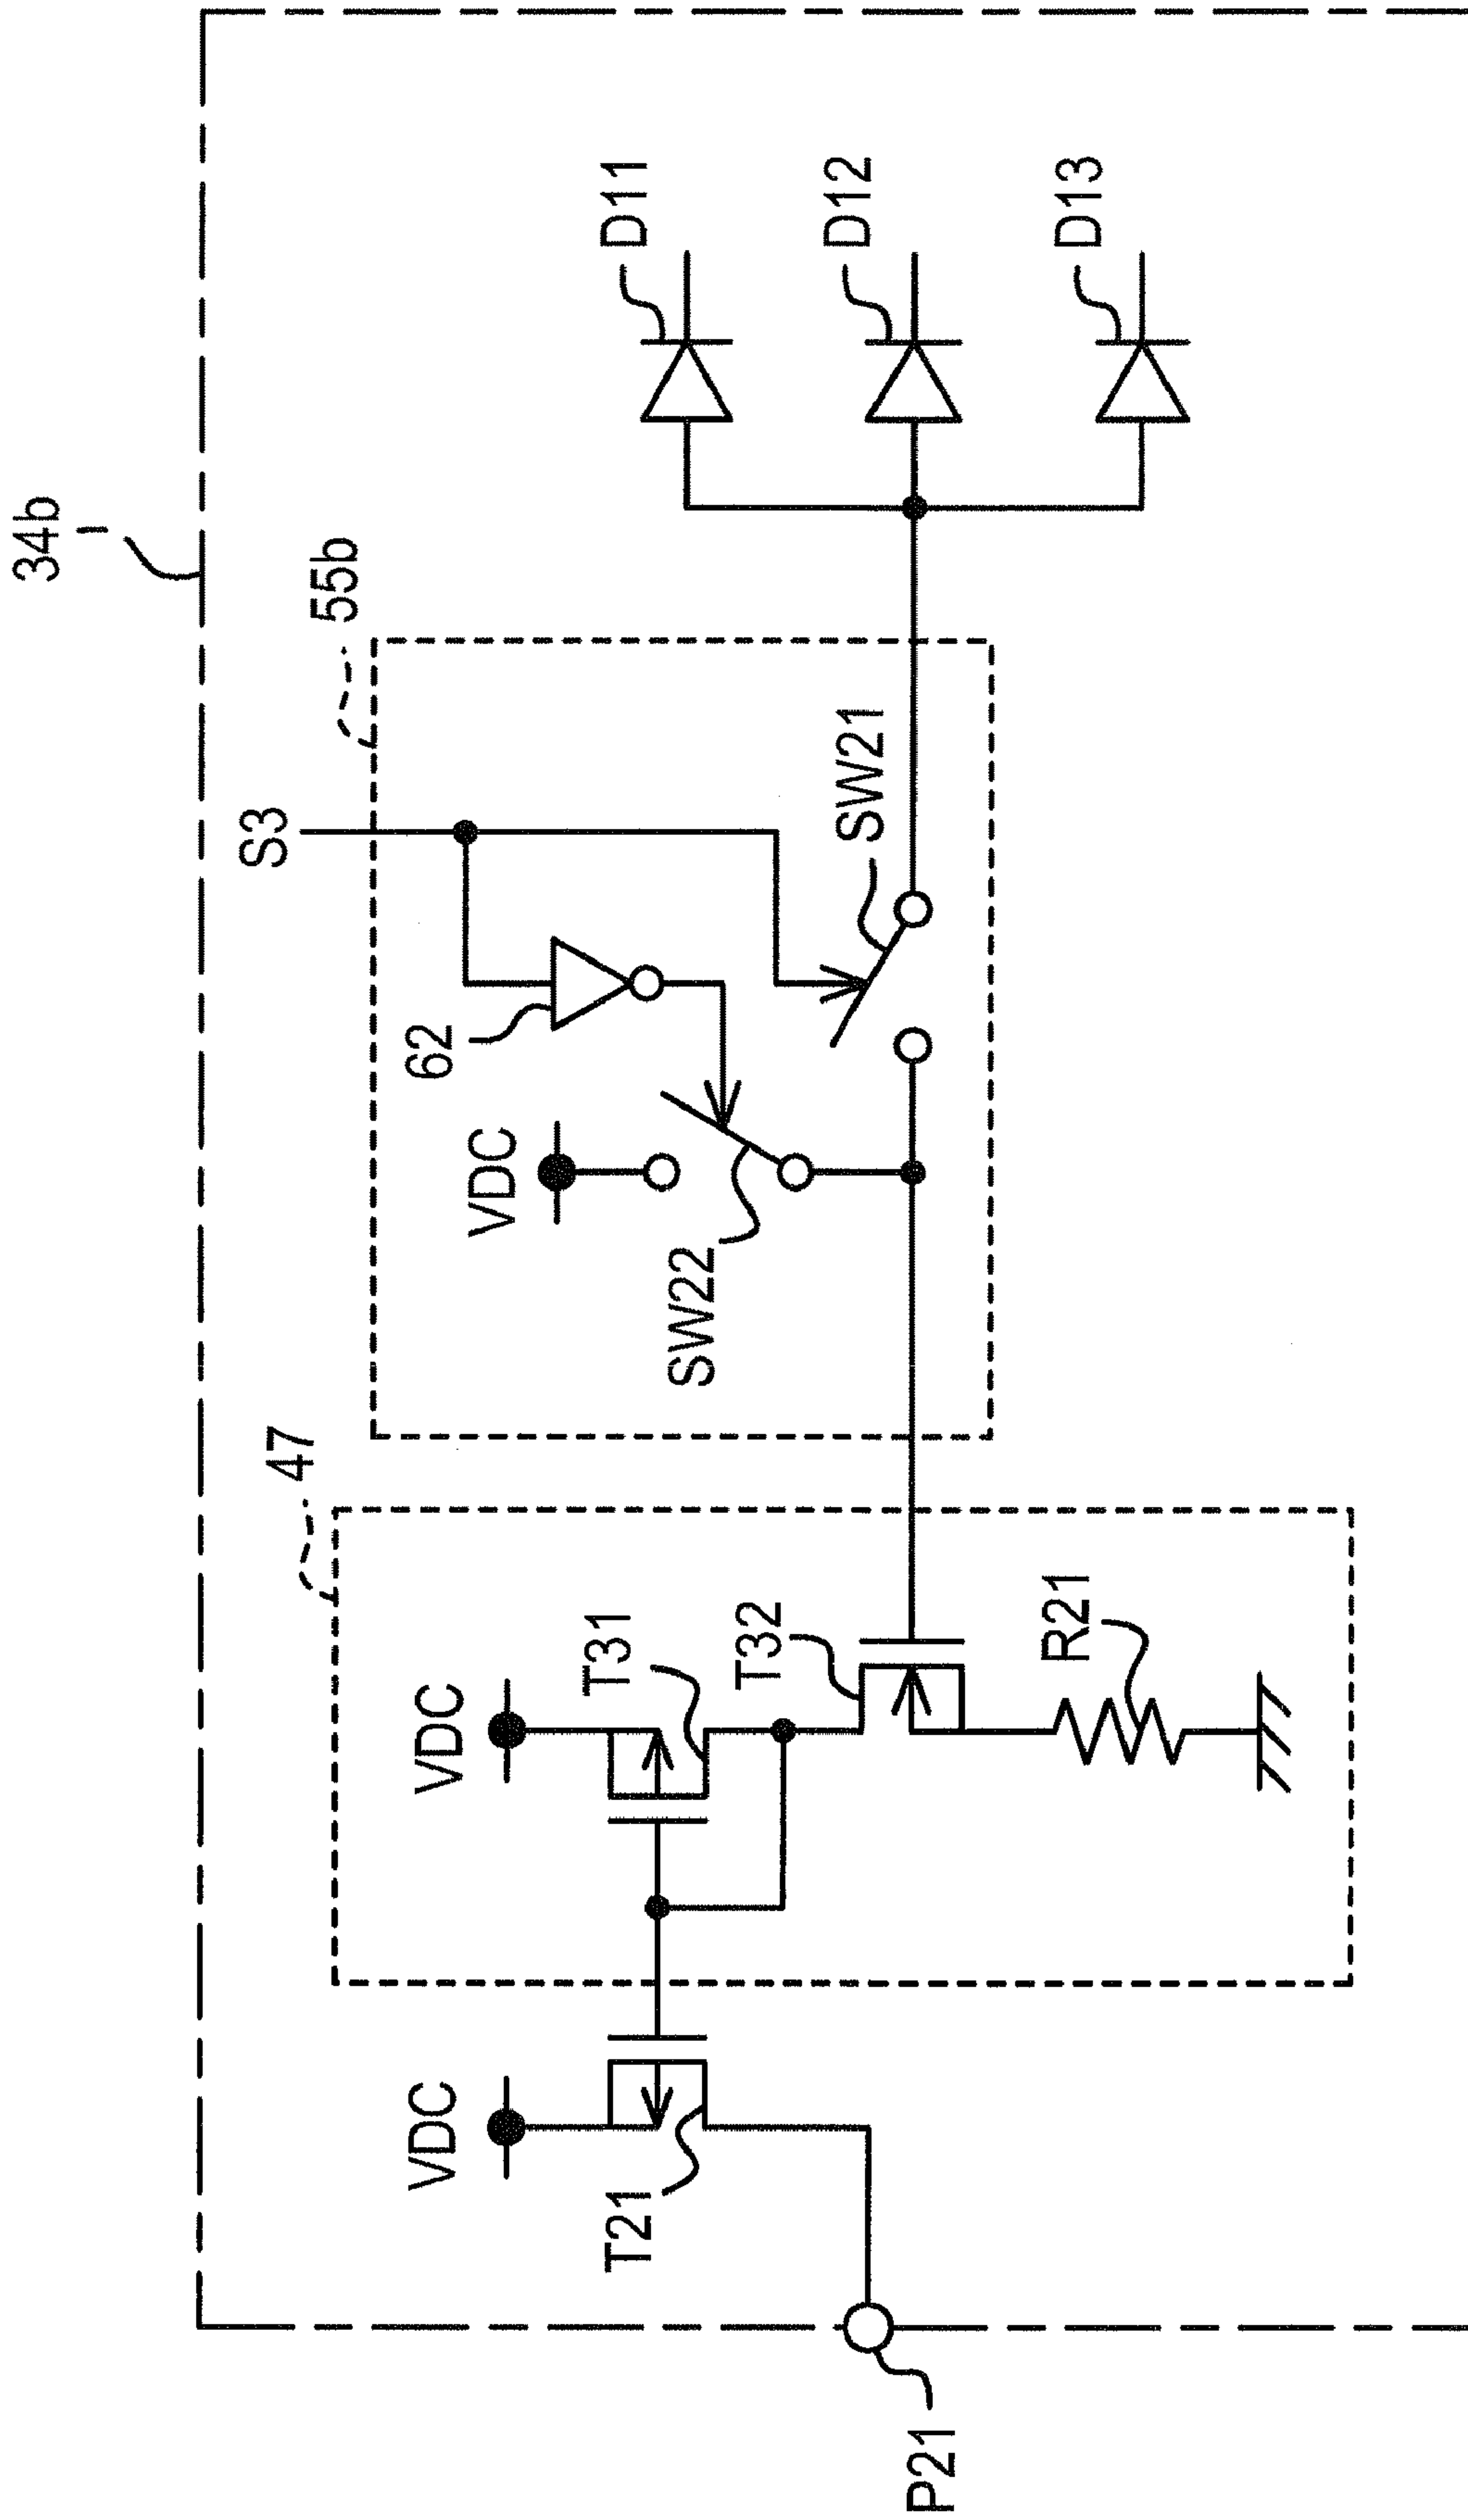 34b
47
55b
S3
VDC
VDC
VDC
62
T21
T31
SW22
D11
T32
SW21
D12
P21
R21
D13